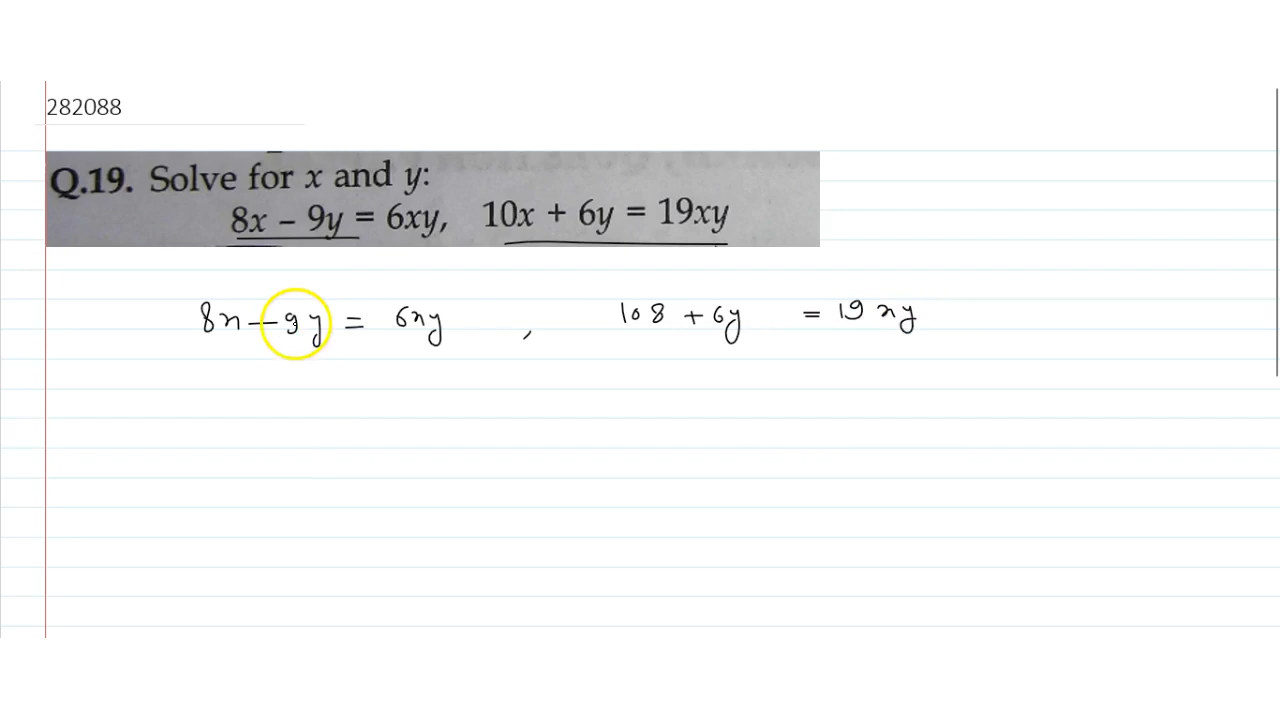 282088
Q.19. Solve for x and y:
8x – 9y = 6xy, 10x + 6y = 19xy
8x – 9y = 6xy , 108 + 6y = 19 xy